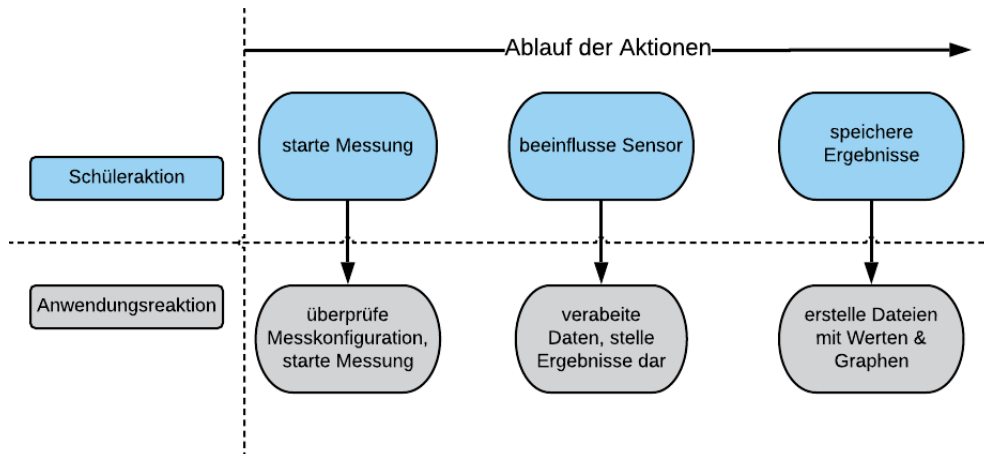 Ablauf der Aktionen
Schüleraktion
starte Messung
beeinflusse Sensor
speichere
Ergebnisse
Anwendungsreaktion
überprüfe
Messkonfiguration,
starte Messung
verabeite
Daten, stelle
Ergebnisse dar
erstelle Dateien
mit Werten &
Graphen